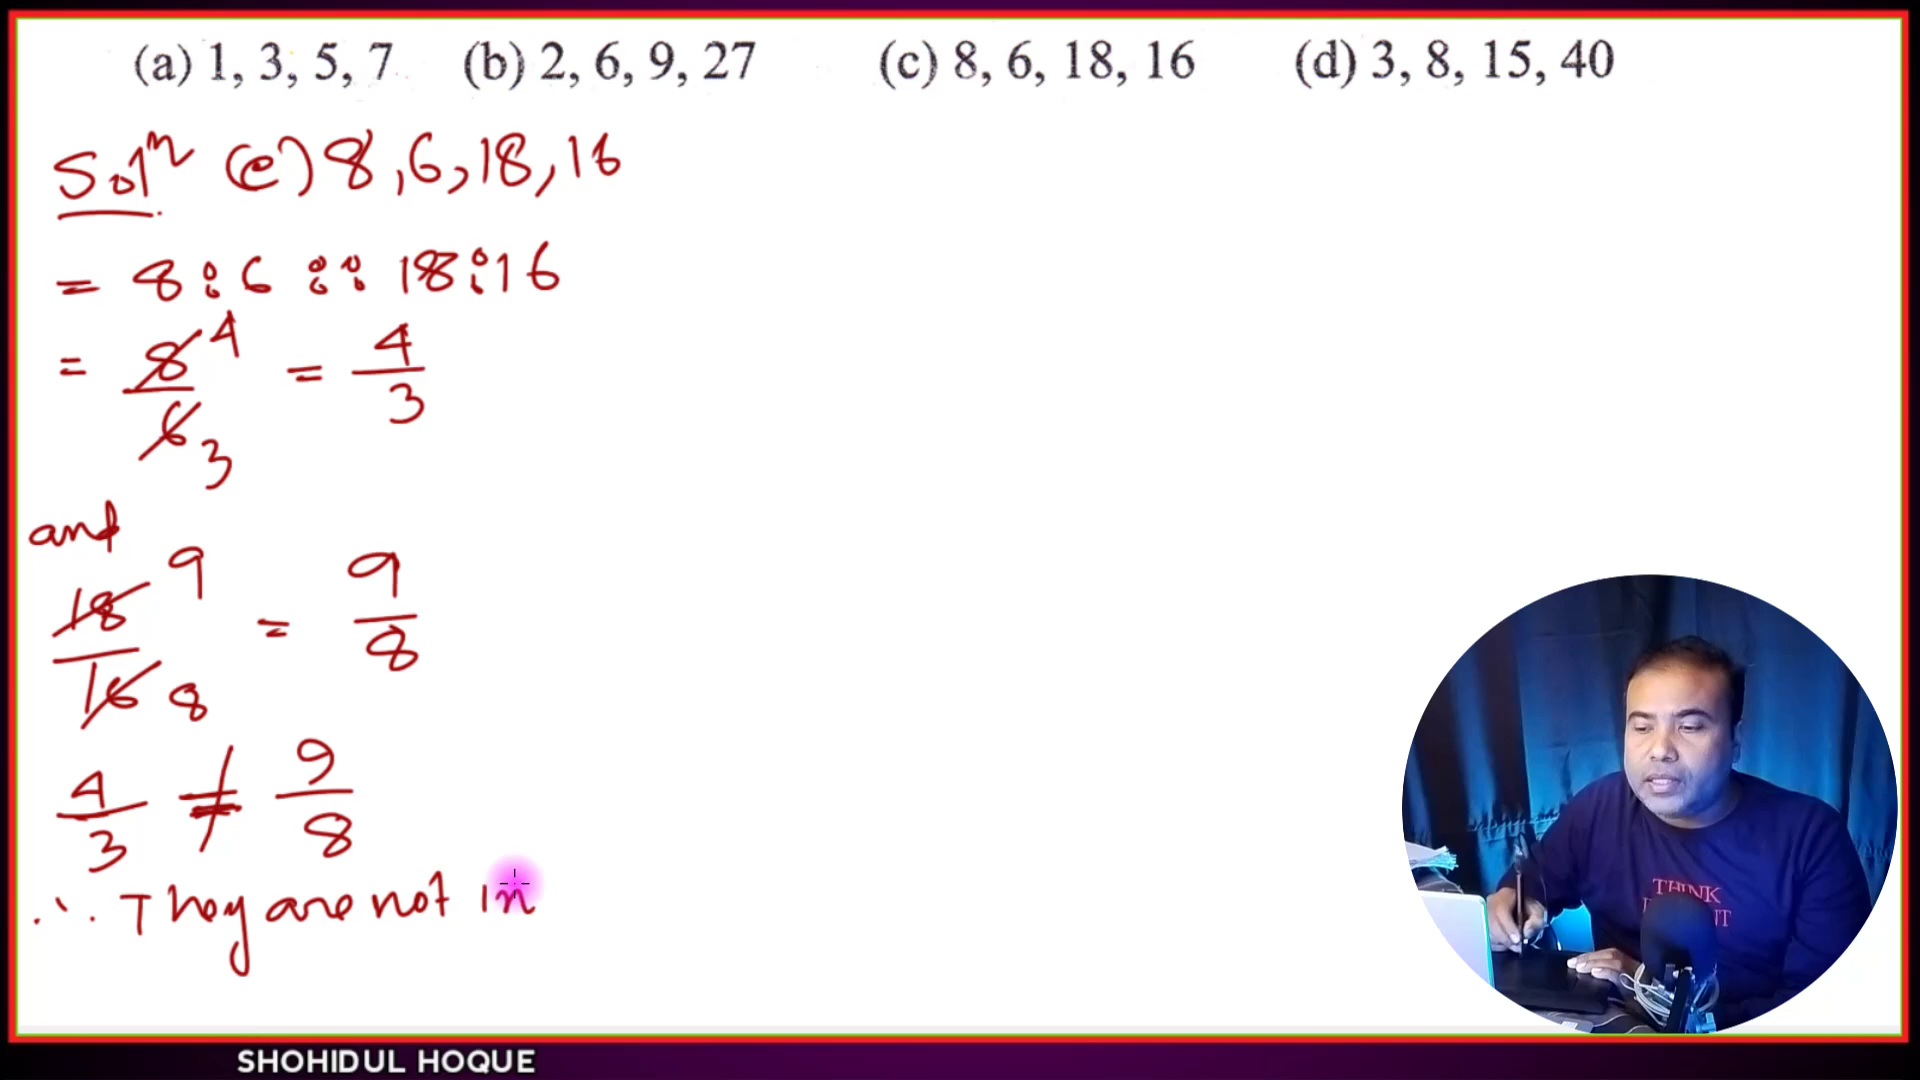 (a) 1, 3, 5, 7 (b) 2, 6, 9, 27 (c) 8, 6, 18, 16 (d) 3, 8, 15, 40
Solⁿ (c) 8, 6, 18, 16
= 8 : 6 :: 18 : 16
= 8/6 4 3 = 4/3
and
18/16 9 8 = 9/8
4/3 ≠ 9/8
∴ They are not in
THINK
SHOHIDUL HOQUE